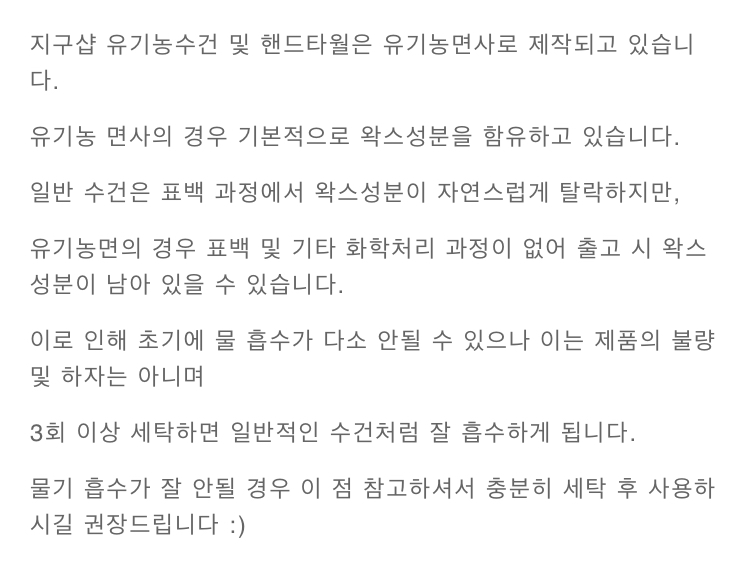 지구샵 유기농수건 및 핸드타월은 유기농면사로 제작되고 있습니
다.
유기농 면사의 경우 기본적으로 왁스성분을 함유하고 있습니다.
일반 수건은 표백 과정에서 왁스성분이 자연스럽게 탈락하지만,
유기농면의 경우 표백 및 기타 화학처리 과정이 없어 출고 시 왁스
성분이 남아 있을 수 있습니다.
이로 인해 초기에 물 흡수가 다소 안될 수 있으나 이는 제품의 불량
및 하자는 아니며
3회 이상 세탁하면 일반적인 수건처럼 잘 흡수하게 됩니다.
물기 흡수가 잘 안될 경우 이 점 참고하셔서 충분히 세탁 후 사용하
시길 권장드립니다 :)